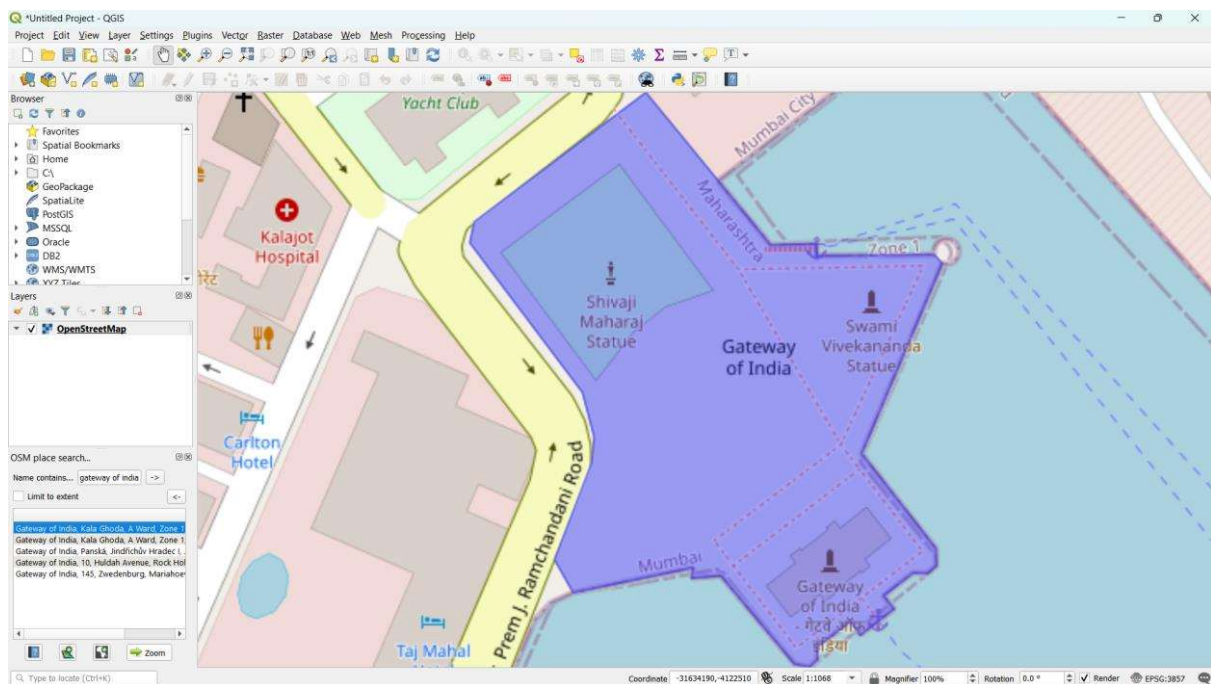 *Untitled Project - QGIS
Project Edit View Layer Settings Plugins Vector Raster Database Web Mesh Processing Help
Browser
Favorites
Spatial Bookmarks
Home
C:\
GeoPackage
SpatiaLite
PostGIS
MSSQL
Oracle
DB2
WMS/WMTS
XYZ Tiles
Layers
OpenStreetMap
OSM place search...
Name contains... gateway of india ->
Limit to extent <-
Gateway of India, Kala Ghoda, A Ward, Zone 1
Gateway of India, Kala Ghoda, A Ward, Zone 1,
Gateway of India, Panská, Jindřichův Hradec I,
Gateway of India, 10, Huldah Avenue, Rock Hol
Gateway of India, 145, Zwedenburg, Mariahoe
Zoom
Yacht Club
Mumbai City
Kalajot
Hospital
Maharashtra
Zone 1
Shivaji
Maharaj
Statue
Swami
Vivekananda
Statue
Gateway
of India
Carlton
Hotel
Prem J. Ramchandani Road
Mumbai
Gateway
of India
गेटवे ऑफ
इंडिया
Taj Mahal
Type to locate (Ctrl+K)
Coordinate -31634190,-4122510 Scale 1:1068 Magnifier 100% Rotation 0.0 ° Render EPSG:3857